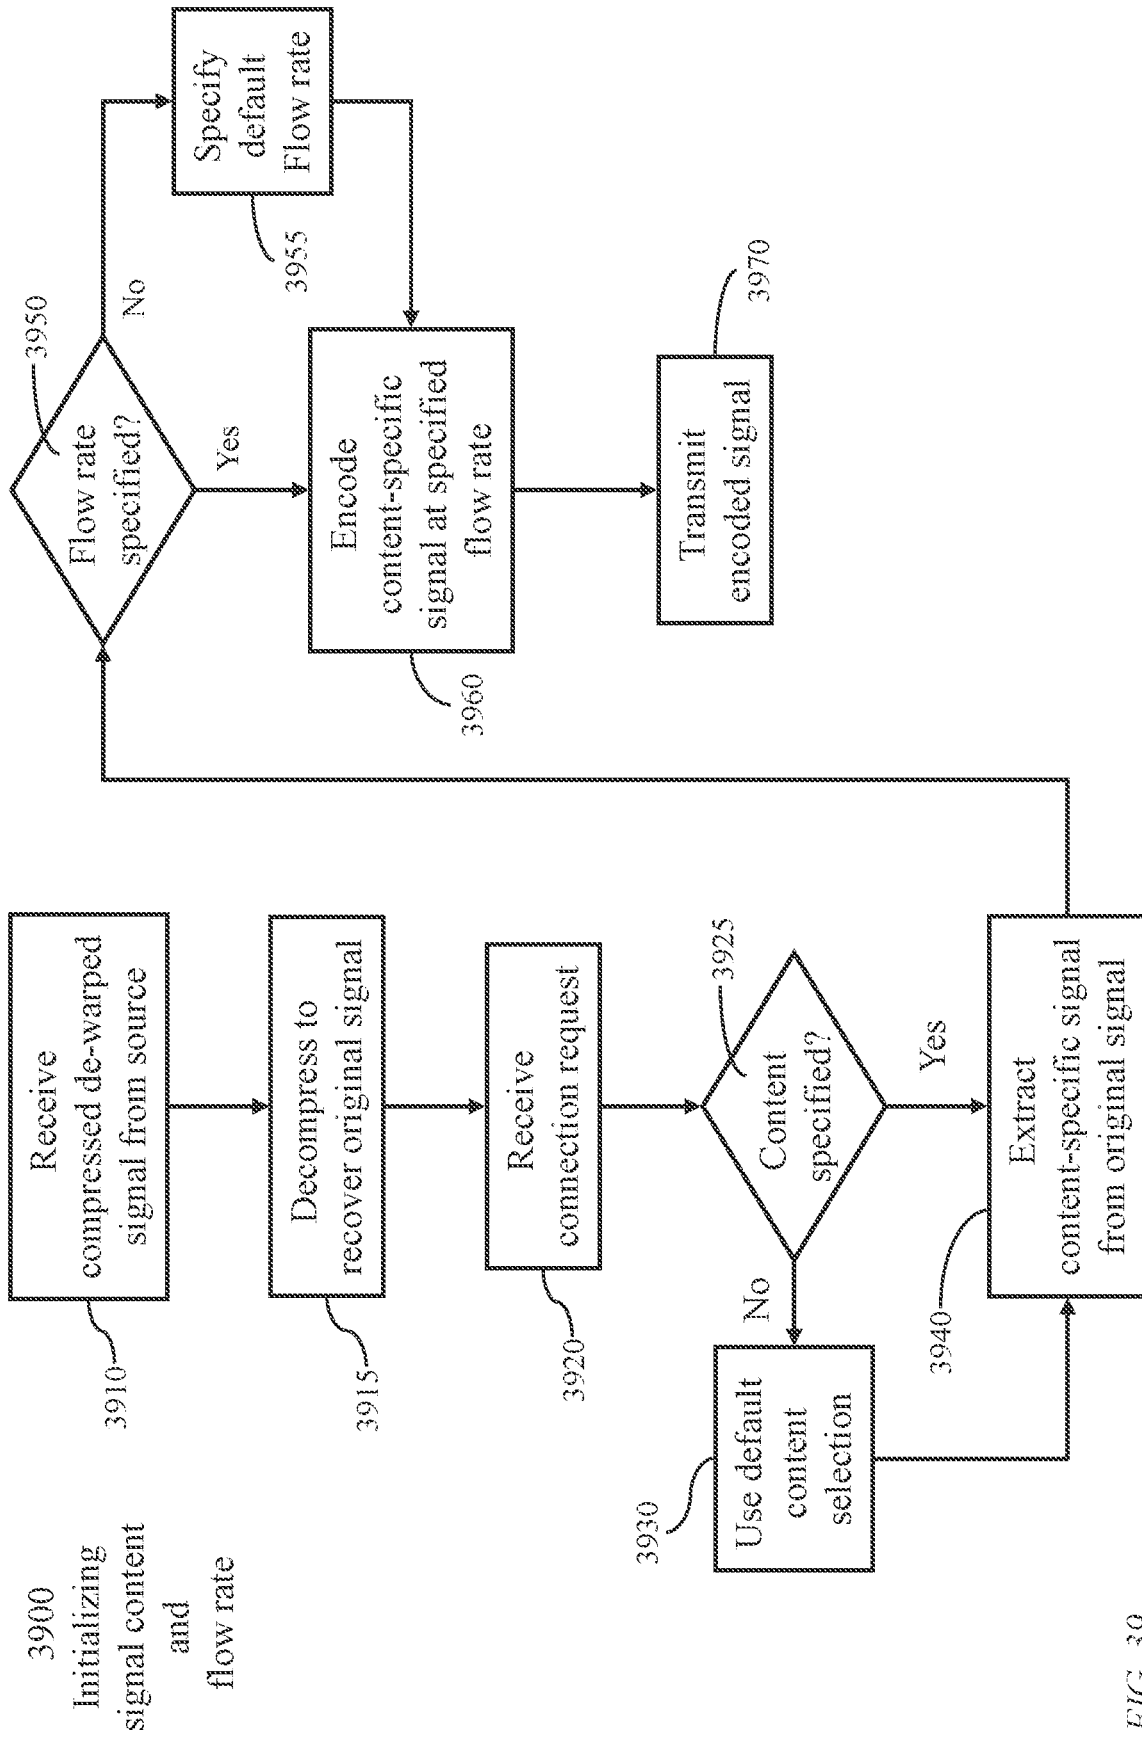 3900
Initializing
signal content
and
flow rate
Receive
compressed de-warped
signal from source
3910
Decompress to
recover original signal
3915
Receive
connection request
3920
Content
specified?
3925
No
Yes
Use default
content
selection
3930
Extract
content-specific signal
from original signal
3940
Flow rate
specified?
3950
No
Yes
Specify
default
Flow rate
3955
Encode
content-specific
signal at specified
flow rate
3960
Transmit
encoded signal
3970
FIG. 39